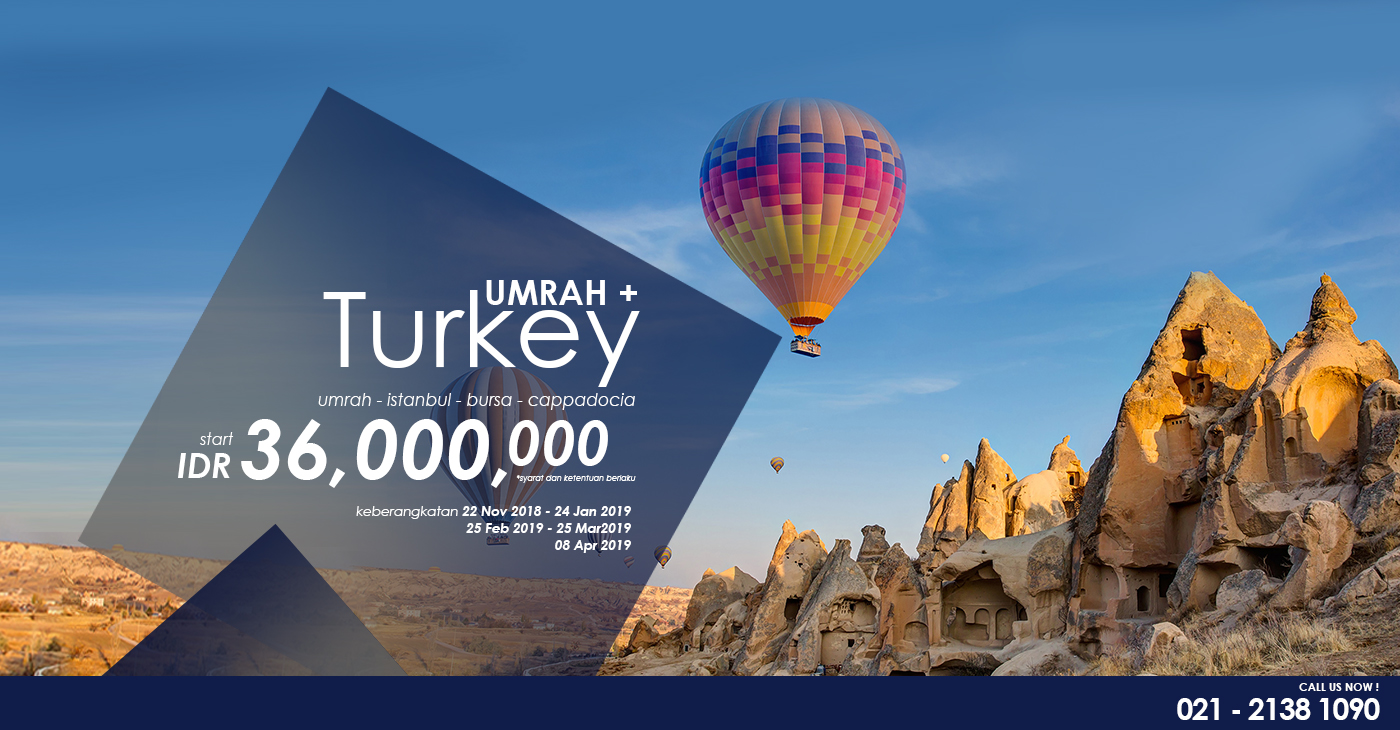 UMRAH +
Turkey
umrah - istanbul - bursa - cappadocia
start
IDR 36,000,000
*syarat dan ketentuan berlaku
keberangkatan 22 Nov 2018 - 24 Jan 2019
25 Feb 2019 - 25 Mar2019
08 Apr 2019
CALL US NOW !
021 - 2138 1090